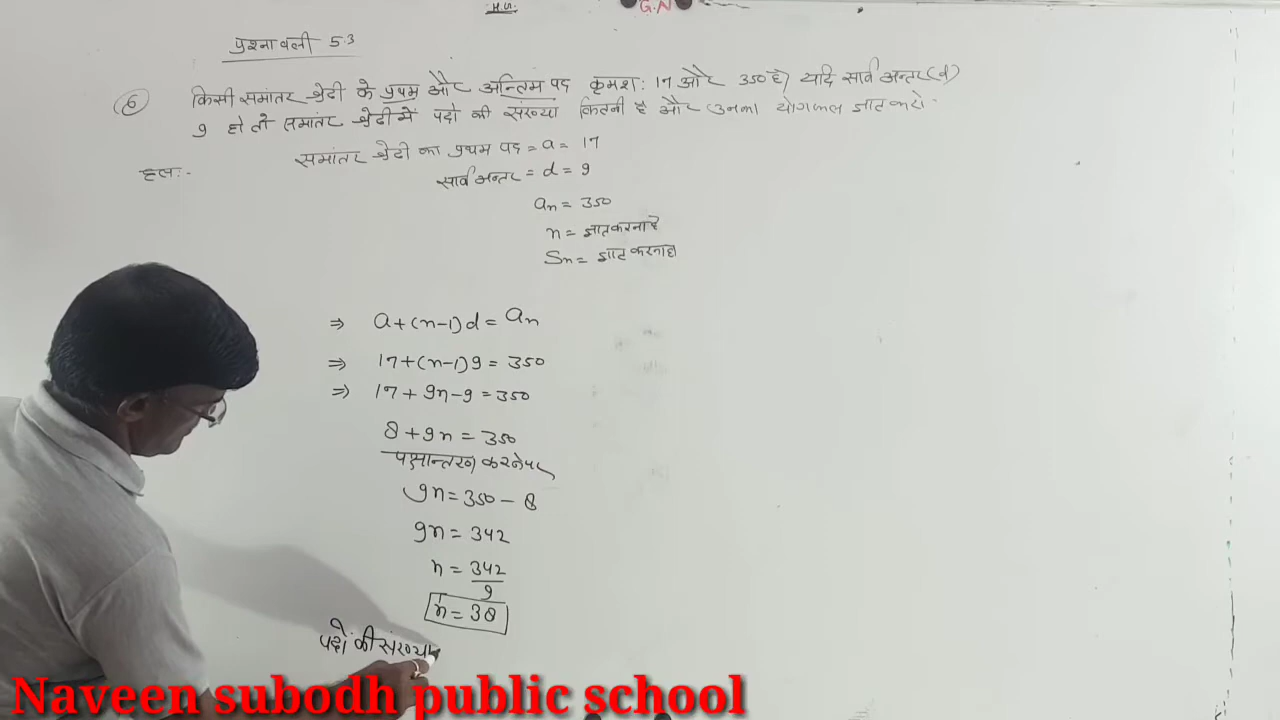 H.W.
G.N
प्रश्नावली 5.3
6 किसी समांतर श्रेढी के प्रथम और अन्तिम पद क्रमश: 17 और 350 है| यदि सार्व अन्तर (d)
9 हो तो समांतर श्रेढी में पदो की संख्या कितनी है और उनका योगफल ज्ञात करो.
हल:- समांतर श्रेढी का प्रथम पद = a = 17
सार्व अन्तर = d = 9
an = 350
n = ज्ञात करना है
Sn = ज्ञात करना है
⇒ a+(n-1)d = an
⇒ 17+(n-1)9 = 350
⇒ 17+9n-9 = 350
8+9n = 350
पक्षान्तरण करने पर
9n = 350 - 8
9n = 342
n = 342/9
n = 38
पदो की संख्या
Naveen subodh public school